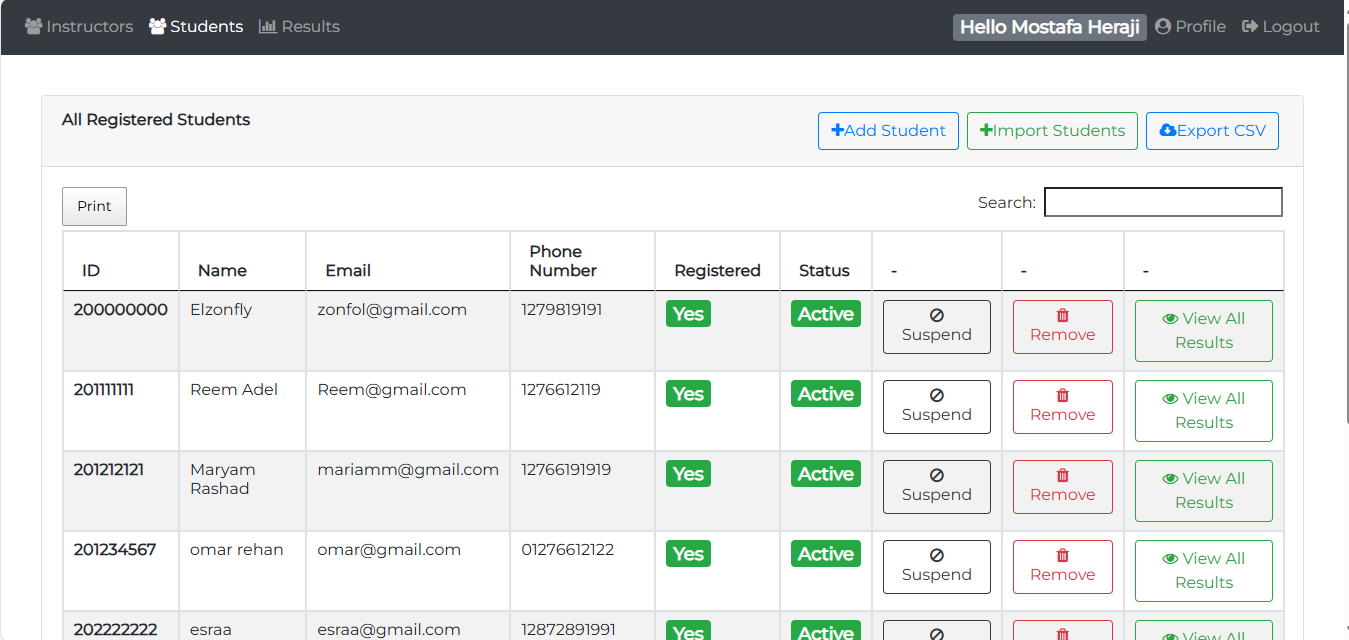 Instructors Students Results Hello Mostafa Heraji Profile Logout
All Registered Students +Add Student +Import Students Export CSV
Print Search:
ID Name Email Phone Number Registered Status - - -
200000000 Elzonfly zonfol@gmail.com 1279819191 Yes Active Suspend Remove View All Results
201111111 Reem Adel Reem@gmail.com 1276612119 Yes Active Suspend Remove View All Results
201212121 Maryam Rashad mariamm@gmail.com 12766191919 Yes Active Suspend Remove View All Results
201234567 omar rehan omar@gmail.com 01276612122 Yes Active Suspend Remove View All Results
202222222 esraa esraa@gmail.com 12872891991 Yes Active View All